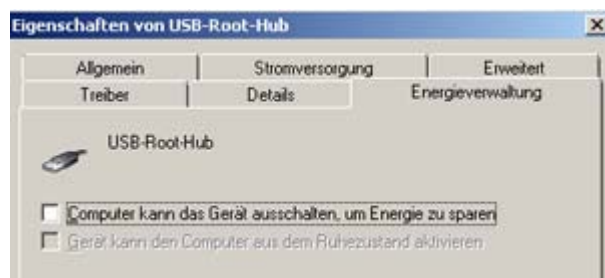 Eigenschaften von USB-Root-Hub
Allgemein Stromversorgung Erweitert
Treiber Details Energieverwaltung
USB-Root-Hub
Computer kann das Gerät ausschalten, um Energie zu sparen
Gerät kann den Computer aus dem Ruhezustand aktivieren